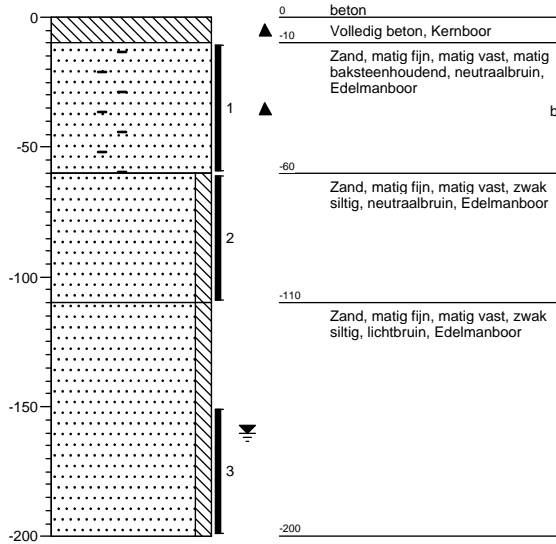 0
-50
-100
-150
-200
1
2
3
0
beton
-10
Volledig beton, Kernboor
Zand, matig fijn, matig vast, matig
baksteenhoudend, neutraalbruin,
Edelmanboor
b
-60
Zand, matig fijn, matig vast, zwak
siltig, neutraalbruin, Edelmanboor
-110
Zand, matig fijn, matig vast, zwak
siltig, lichtbruin, Edelmanboor
-200